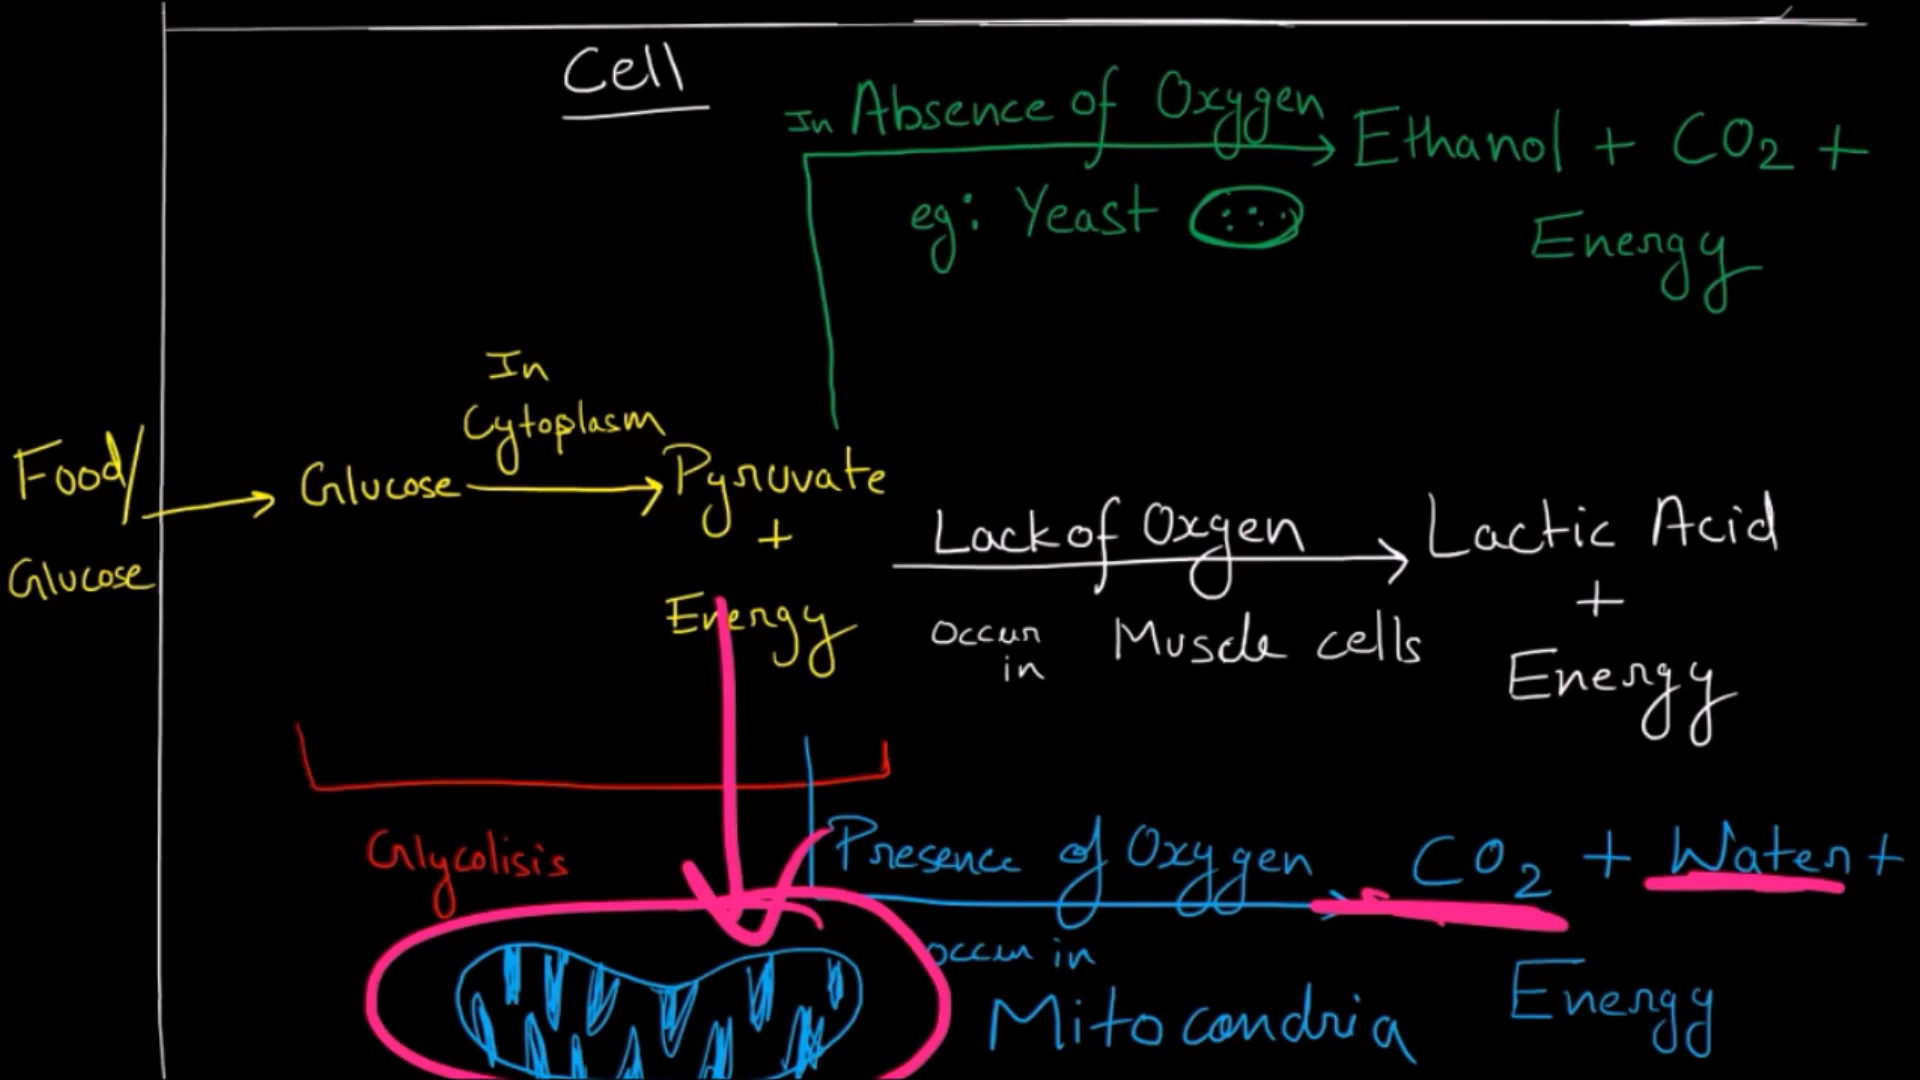 Cell
In Absence of Oxygen
Ethanol + CO2 +
Energy
eg: Yeast
Food/
Glucose
Glucose
In
Cytoplasm
Pyruvate
+
Energy
Lack of Oxgen
occur
in
Muscle cells
Lactic Acid
+
Energy
Glycolisis
Presence of Oxygen
occur in
Mitocondria
CO2 + Water +
Energy